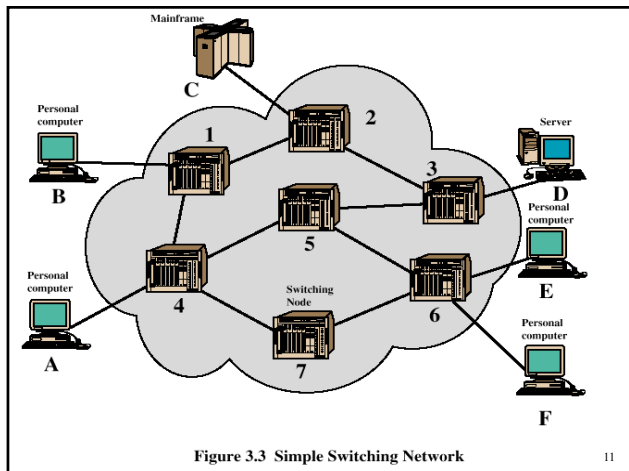 Mainframe
C
Personal
computer
B
1
2
Server
D
3
Personal
computer
E
5
Personal
computer
A
4
Switching
Node
7
6
Personal
computer
F
Figure 3.3 Simple Switching Network
11